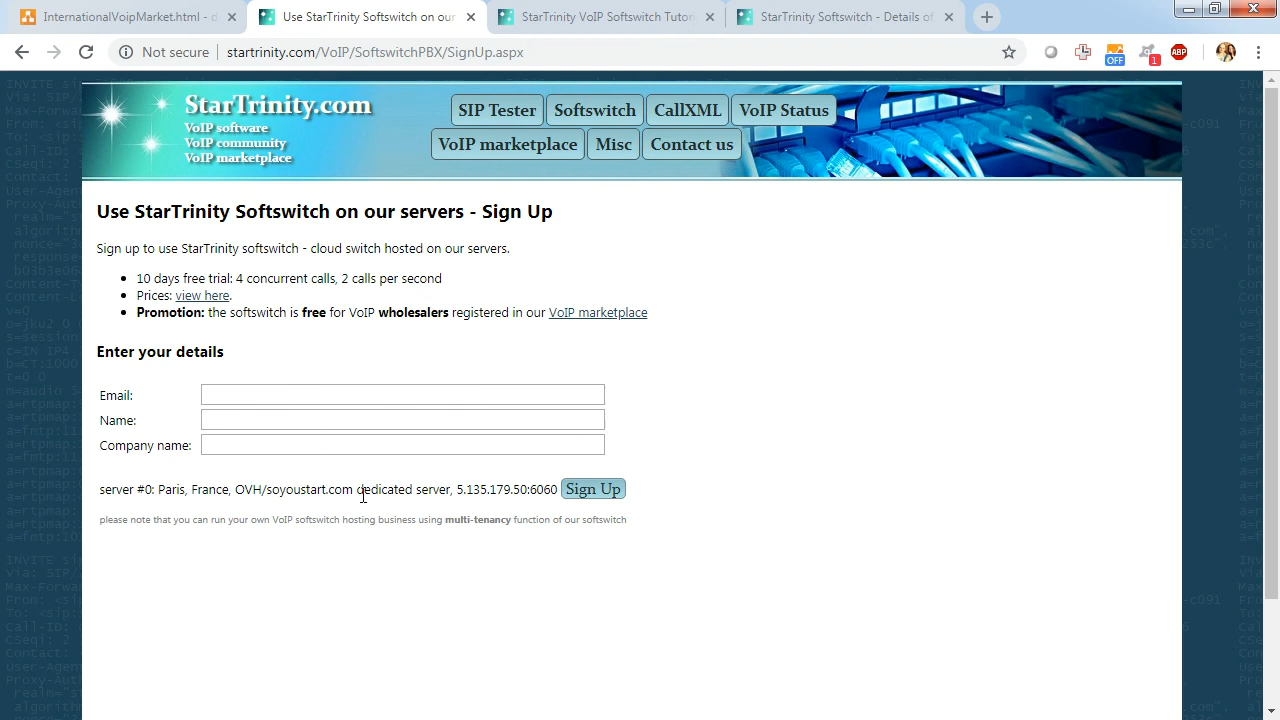 InternationalVoipMarket.html - d
Use StarTrinity Softswitch on our
StarTrinity VoIP Softswitch Tutori
StarTrinity Softswitch - Details of
Not secure
startrinity.com/VoIP/SoftswitchPBX/SignUp.aspx
OFF
1
ABP
StarTrinity.com
VoIP software
VoIP community
VoIP marketplace
SIP Tester Softswitch CallXML VoIP Status
VoIP marketplace Misc Contact us
Use StarTrinity Softswitch on our servers - Sign Up
Sign up to use StarTrinity softswitch - cloud switch hosted on our servers.
10 days free trial: 4 concurrent calls, 2 calls per second
Prices: view here.
Promotion: the softswitch is free for VoIP wholesalers registered in our VoIP marketplace
Enter your details
Email:
Name:
Company name:
server #0: Paris, France, OVH/soyoustart.com dedicated server, 5.135.179.50:6060 Sign Up
please note that you can run your own VoIP softswitch hosting business using multi-tenancy function of our softswitch